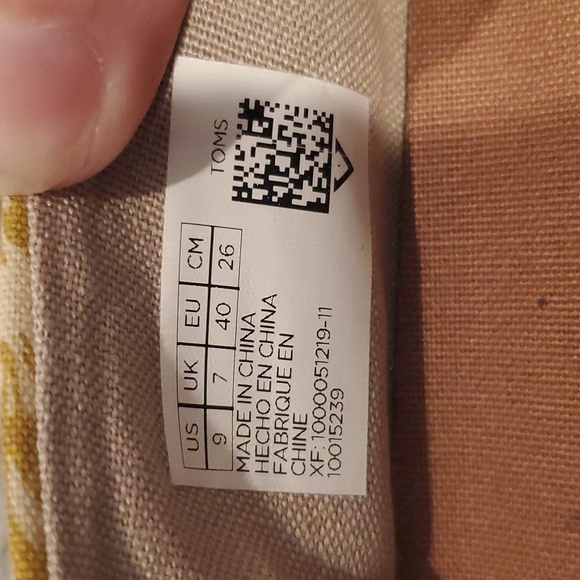 US UK EU CM
9 7 40 26
TOMS
MADE IN CHINA
HECHO EN CHINA
FABRIQUE EN
CHINE
XF: 1000051219-11
10015239